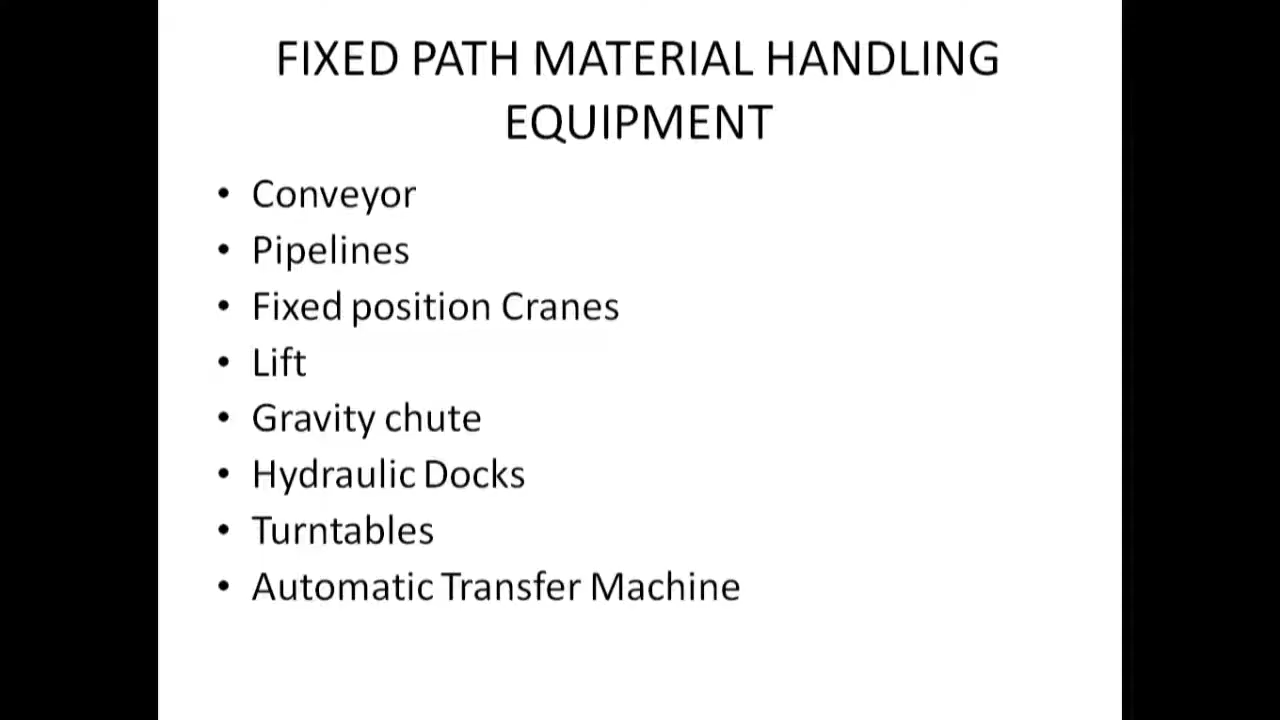 FIXED PATH MATERIAL HANDLING
EQUIPMENT
• Conveyor
• Pipelines
• Fixed position Cranes
• Lift
• Gravity chute
• Hydraulic Docks
• Turntables
• Automatic Transfer Machine